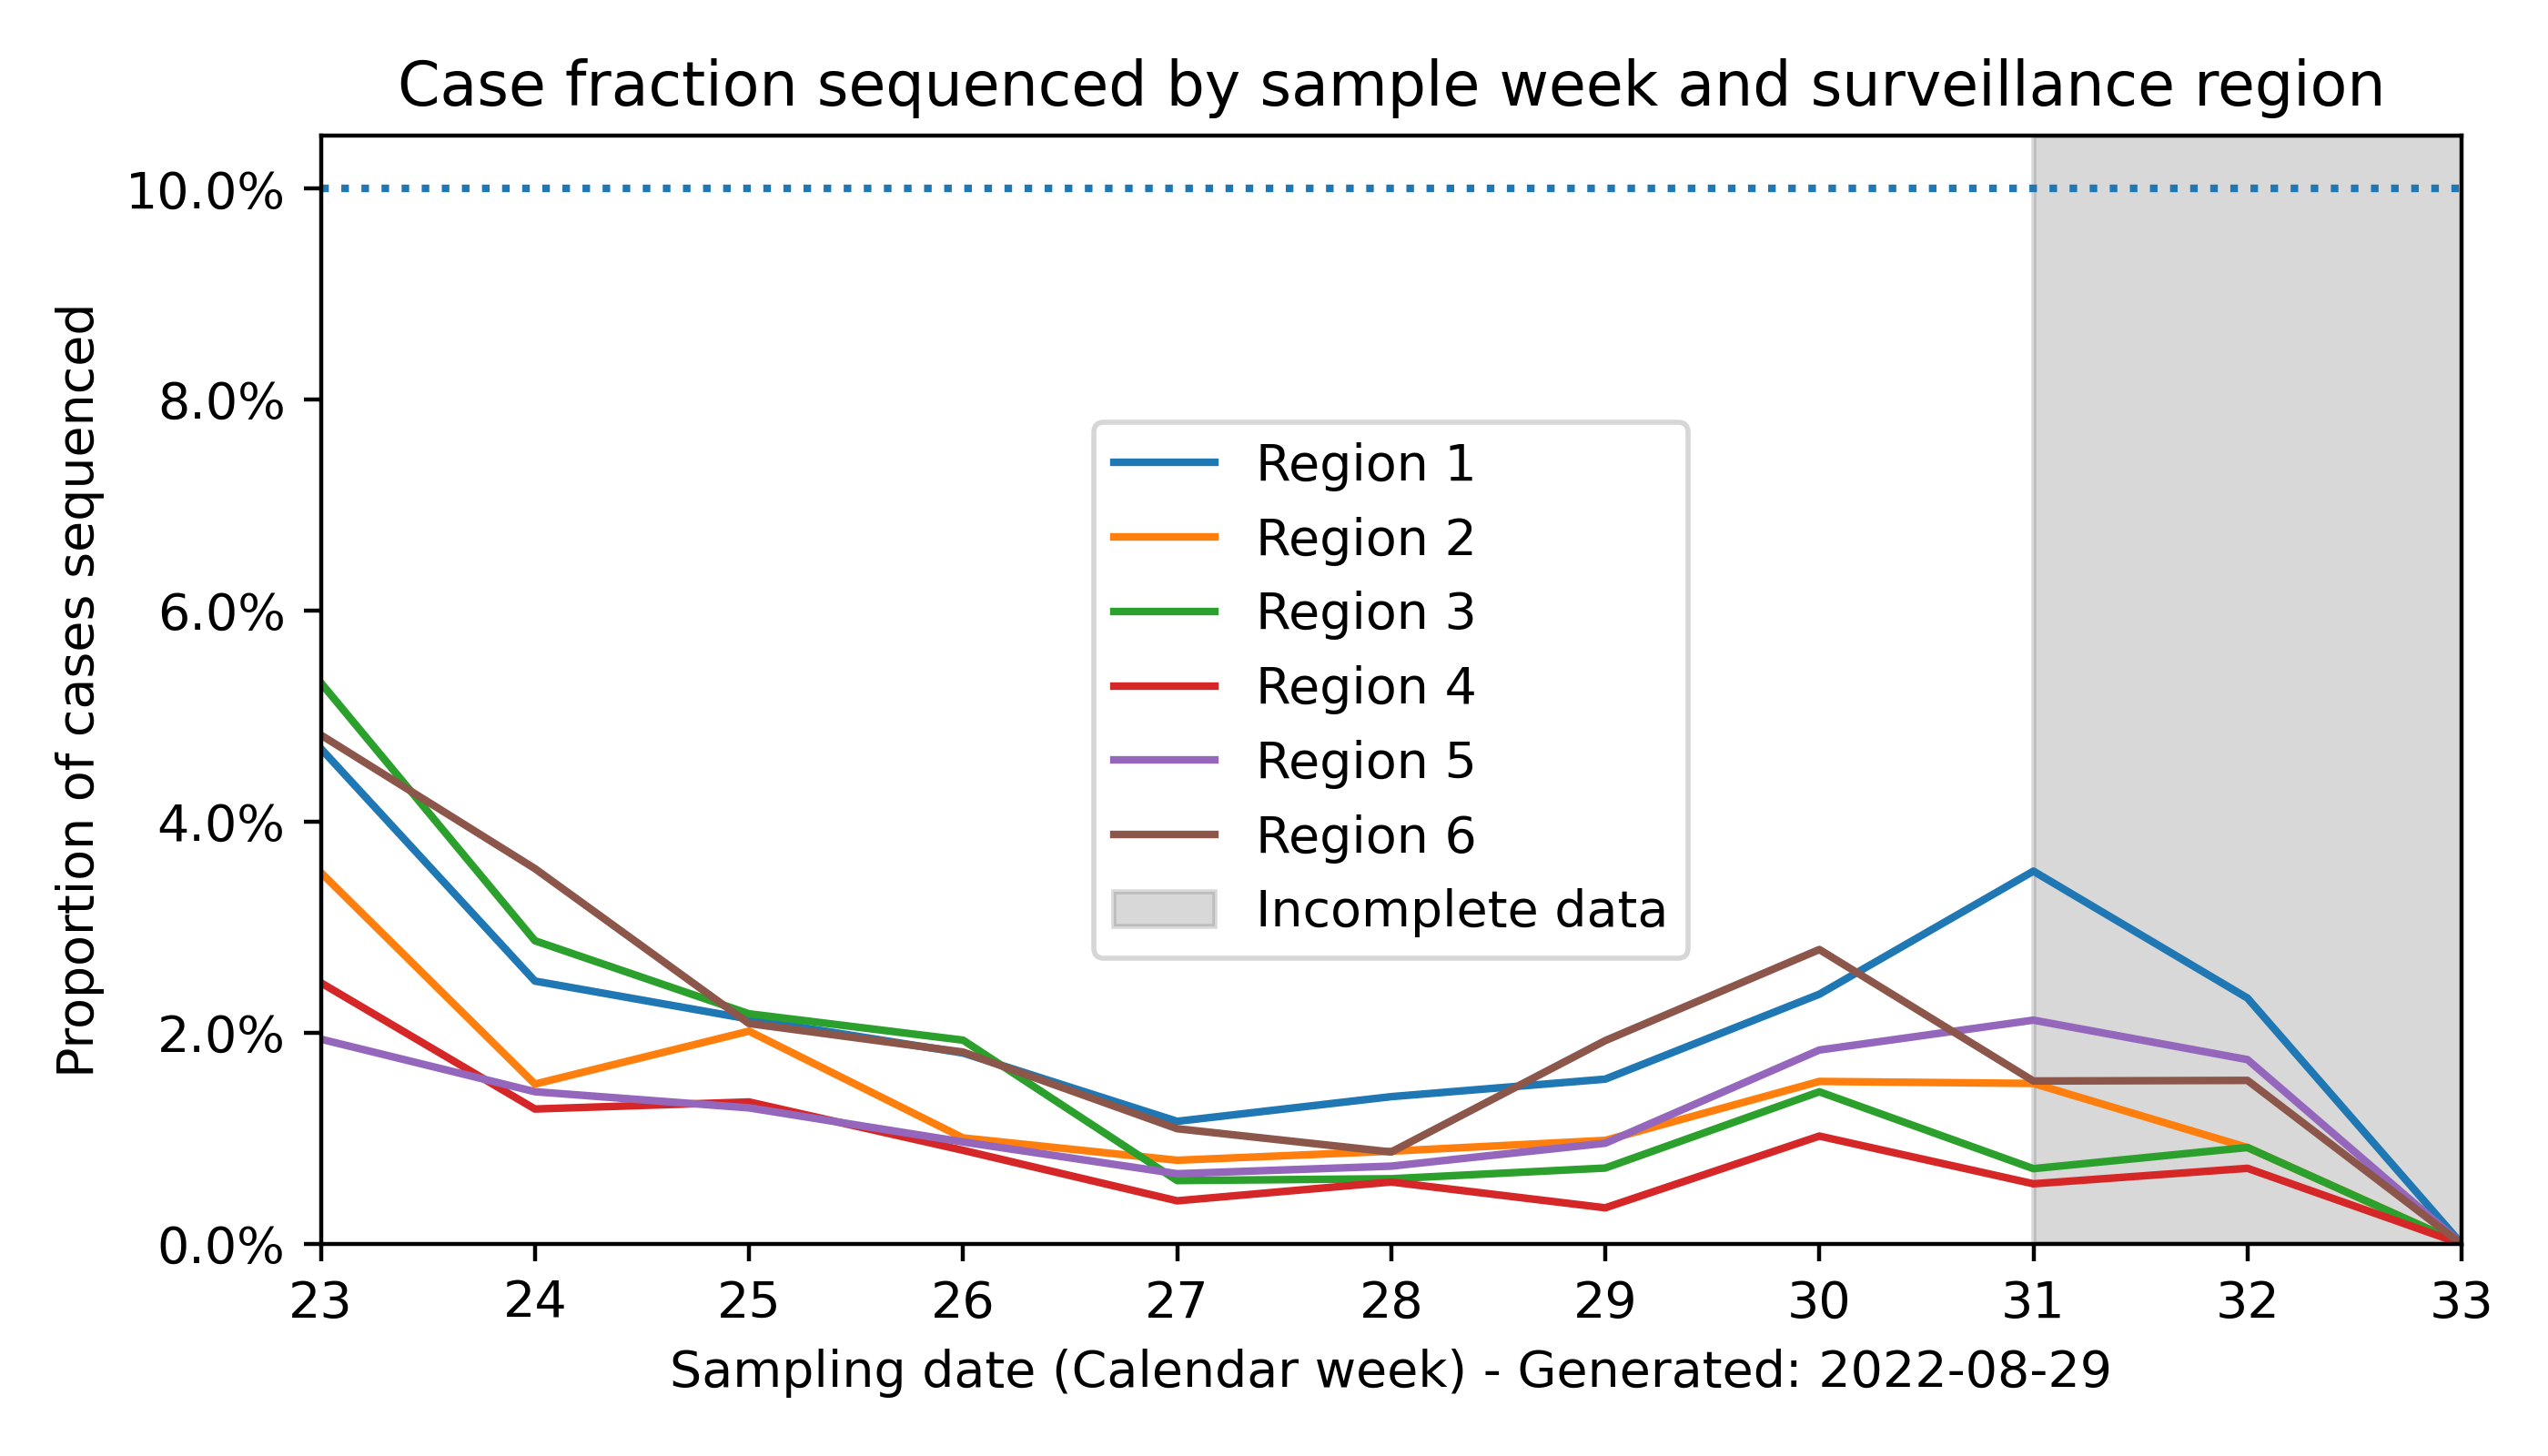 Case fraction sequenced by sample week and surveillance region
Proportion of cases sequenced
10.0%
8.0%
6.0%
4.0%
2.0%
0.0%
Region 1
Region 2
Region 3
Region 4
Region 5
Region 6
Incomplete data
23 24 25 26 27 28 29 30 31 32 33
Sampling date (Calendar week) - Generated: 2022-08-29